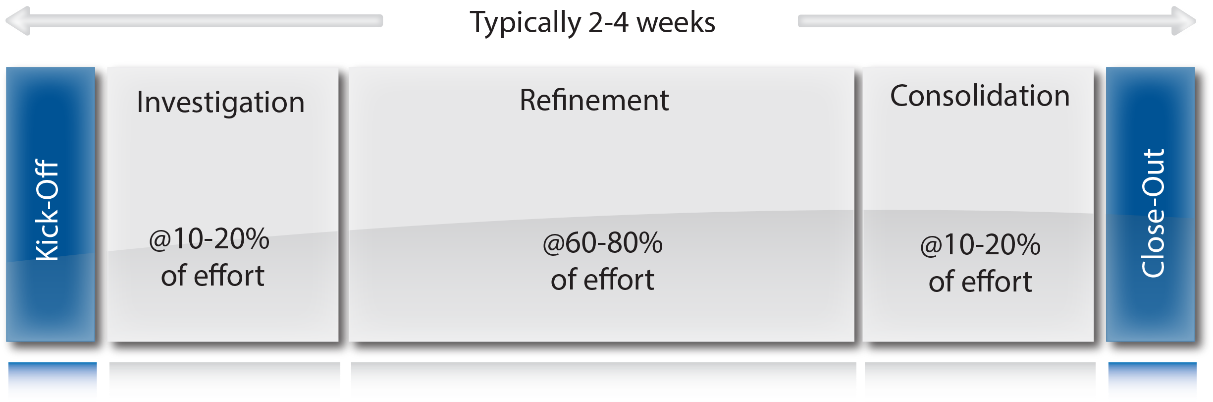 Typically 2-4 weeks
Kick-Off
Investigation
@10-20%
of effort
Refinement
@60-80%
of effort
Consolidation
@10-20%
of effort
Close-Out